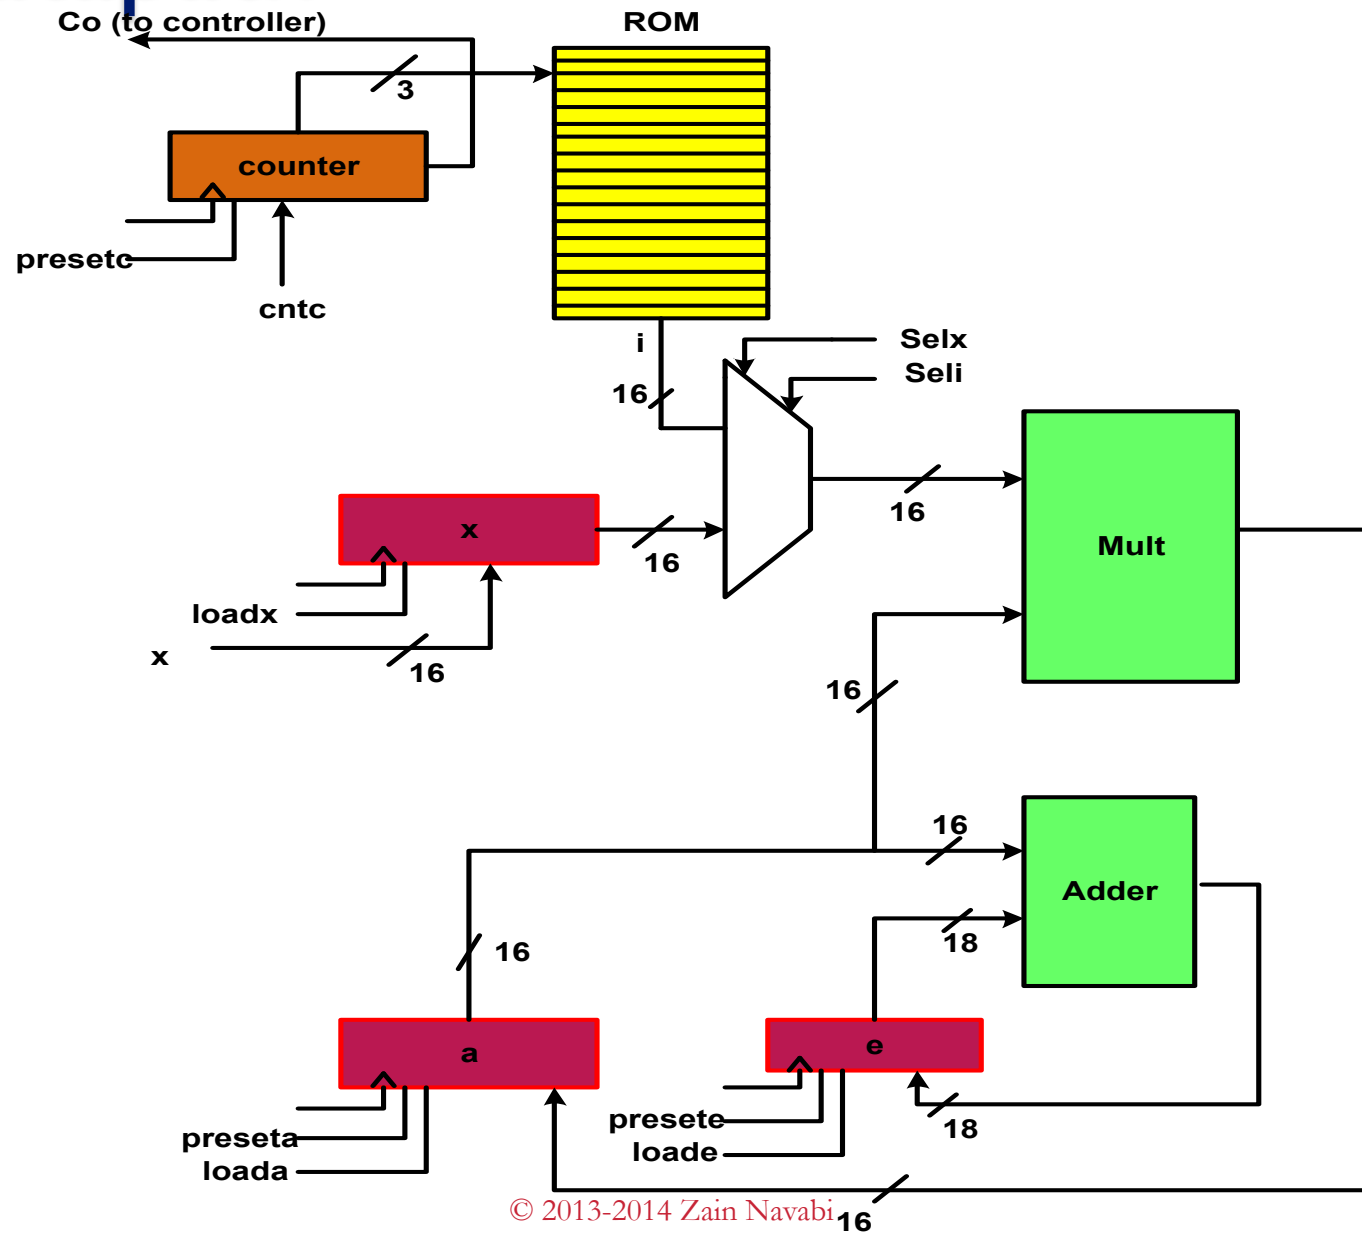 Co (to controller)
ROM
3
counter
presetc
cntc
i
16
Selx
Seli
16
x
16
Mult
loadx
x
16
16
16
Adder
16
18
a
e
preseta
loada
presete
loade
18
© 2013-2014 Zain Navabi
16